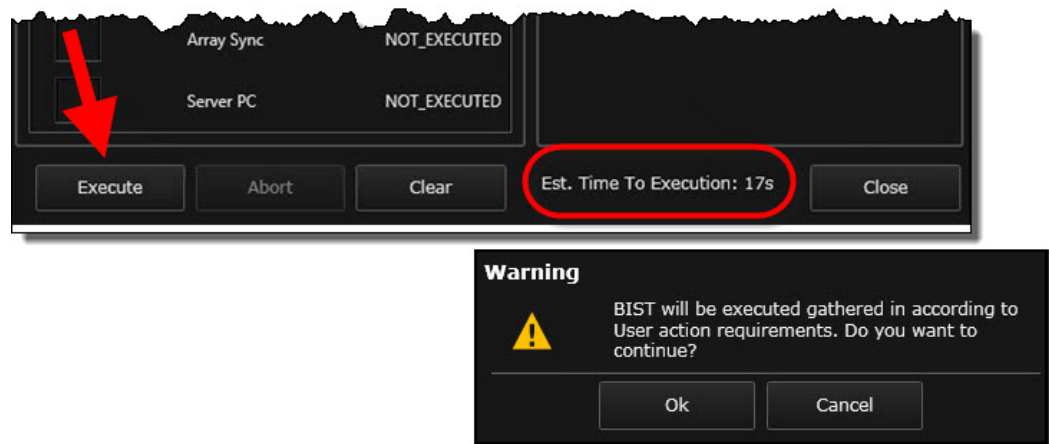 Array Sync NOT_EXECUTED
Server PC NOT_EXECUTED
Execute Abort Clear Est. Time To Execution: 17s Close
Warning
BIST will be executed gathered in according to
User action requirements. Do you want to
continue?
Ok Cancel